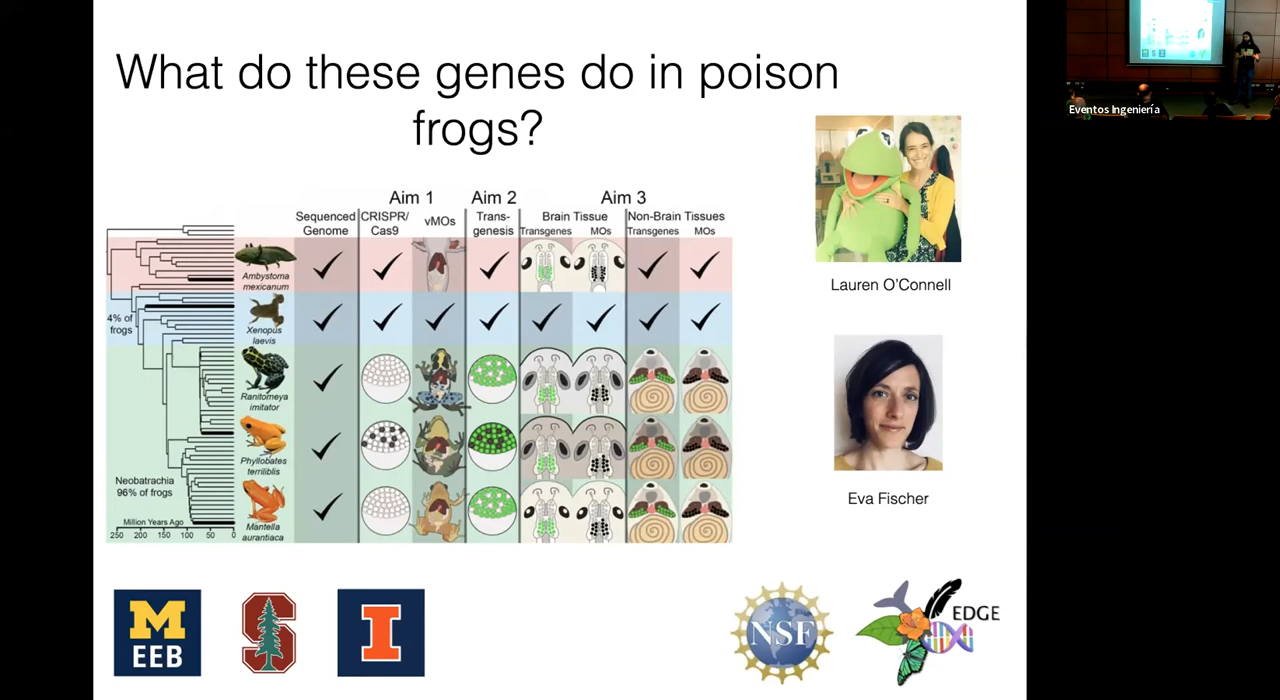 What do these genes do in poison
frogs?
Eventos Ingeniería
Aim 1
Aim 2
Aim 3
Sequenced
Genome
CRISPR/
Cas9
vMOs
Trans-
genesis
Brain Tissue
Transgenes
MOs
Non-Brain Tissues
Transgenes
MOs
Ambystoma
mexicanum
4% of
frogs
Xenopus
laevis
Ranitomeya
imitator
Phyllobates
terriblis
Neobatrachia
96% of frogs
Mantella
aurantiaca
Million Years Ago
250 200 150 100 50 0
Lauren O'Connell
Eva Fischer
M
EEB
S
I
NSF
EDGE